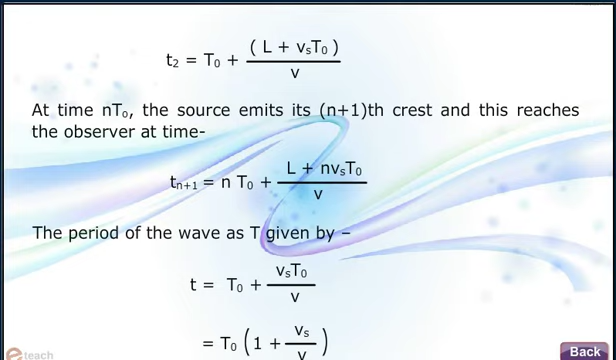 t₂ = T₀ + ( L + vₛT₀ ) / v
At time nT₀, the source emits its (n+1)th crest and this reaches
the observer at time-
tₙ₊₁ = n T₀ + L + nvₛT₀ / v
The period of the wave as T given by –
t = T₀ + vₛT₀ / v
= T₀ ( 1 + vₛ / v )
e teach
Back